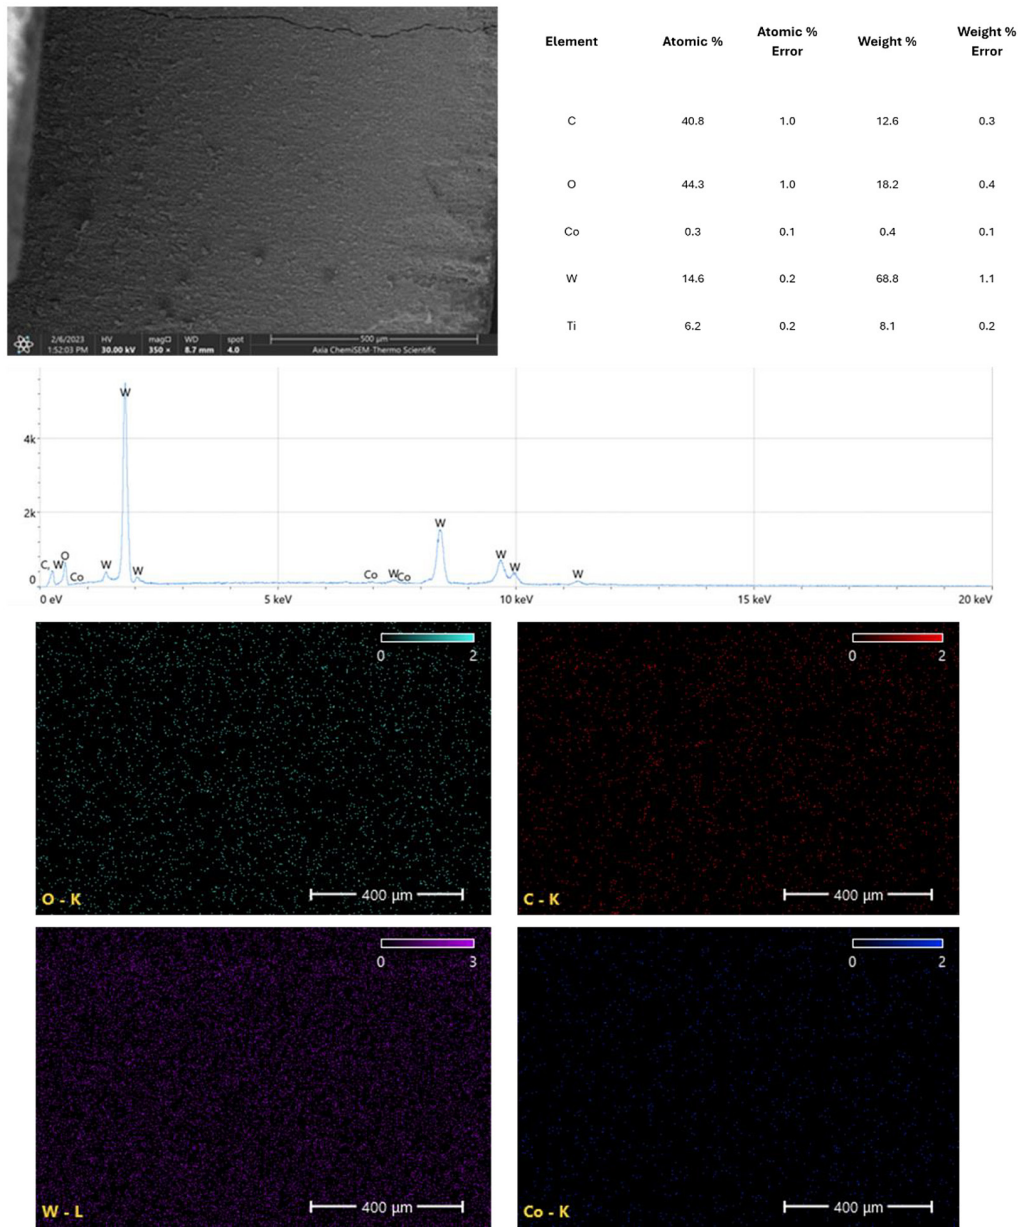 Element Atomic % Atomic % Error Weight % Weight % Error
C 40.8 1.0 12.6 0.3
O 44.3 1.0 18.2 0.4
Co 0.3 0.1 0.4 0.1
W 14.6 0.2 68.8 1.1
Ti 6.2 0.2 8.1 0.2
2/6/2023 HV mag WD spot 500 µm
1:52:03 PM 30.00 kV 350 × 8.7 mm 4.0 Axia ChemiSEM-Thermo Scientific
W
4k
2k
W
O W
C, W W W W
Co Co W Co W
0
0 eV 5 keV 10 keV 15 keV 20 keV
0 2
O - K 400 µm
0 2
C - K 400 µm
0 3
W - L 400 µm
0 2
Co - K 400 µm